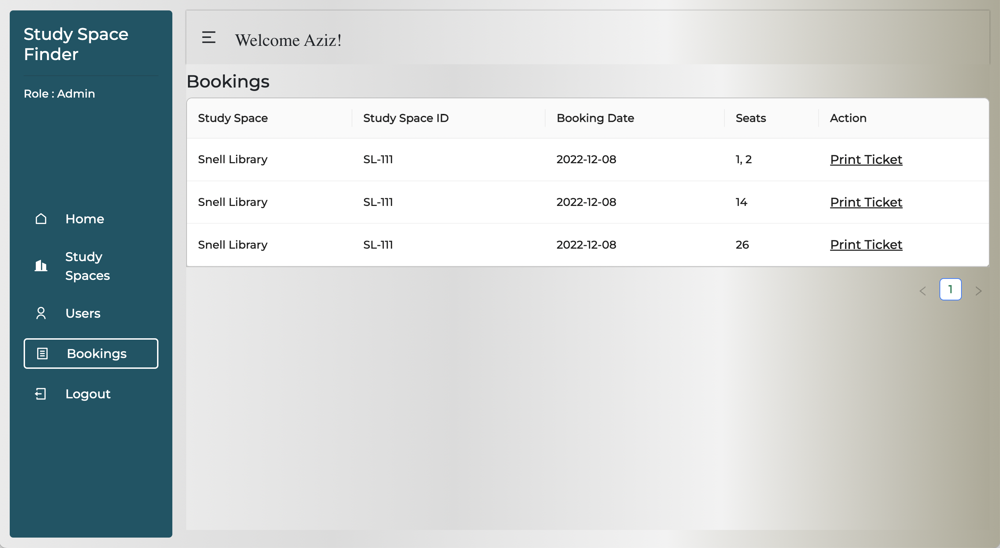 Study Space
Finder
Role : Admin
Home
Study
Spaces
Users
Bookings
Logout
Welcome Aziz!
Bookings
Study Space Study Space ID Booking Date Seats Action
Snell Library SL-111 2022-12-08 1, 2 Print Ticket
Snell Library SL-111 2022-12-08 14 Print Ticket
Snell Library SL-111 2022-12-08 26 Print Ticket
1